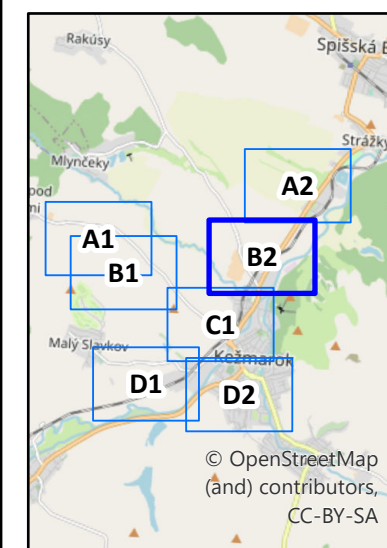 Rakúsy
Spišská B
Strážky
Mlynčeky
pod
mi
A2
A1
B2
B1
C1
Malý Slavkov
Kežmarok
D1
D2
© OpenStreetMap
(and) contributors,
CC-BY-SA